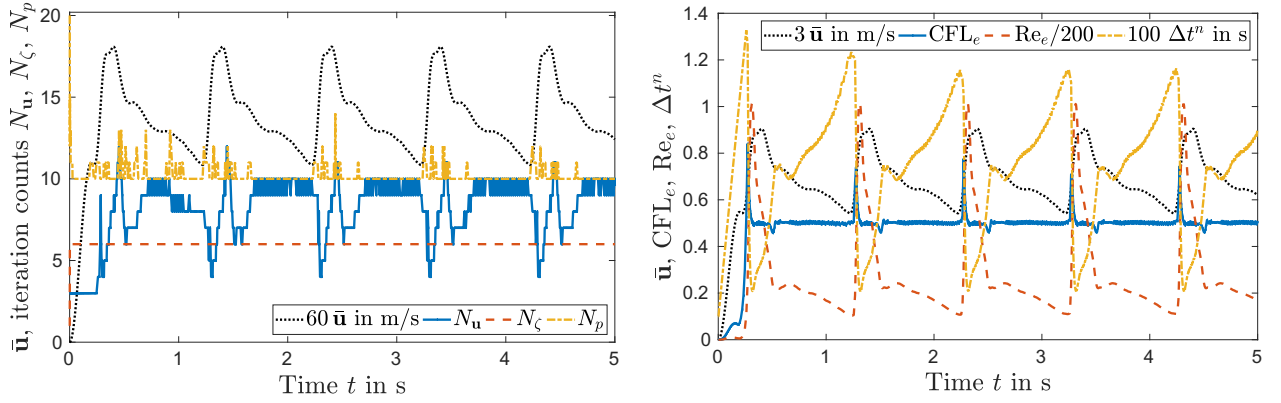 ū, iteration counts N_u, N_ζ, N_p
20
15
10
5
0
60 ū in m/s N_u N_ζ N_p
0 1 2 3 4 5
Time t in s
ū, CFL_e, Re_e, Δt^n
1.4
1.2
1
0.8
0.6
0.4
0.2
0
3 ū in m/s CFL_e Re_e/200 100 Δt^n in s
0 1 2 3 4 5
Time t in s